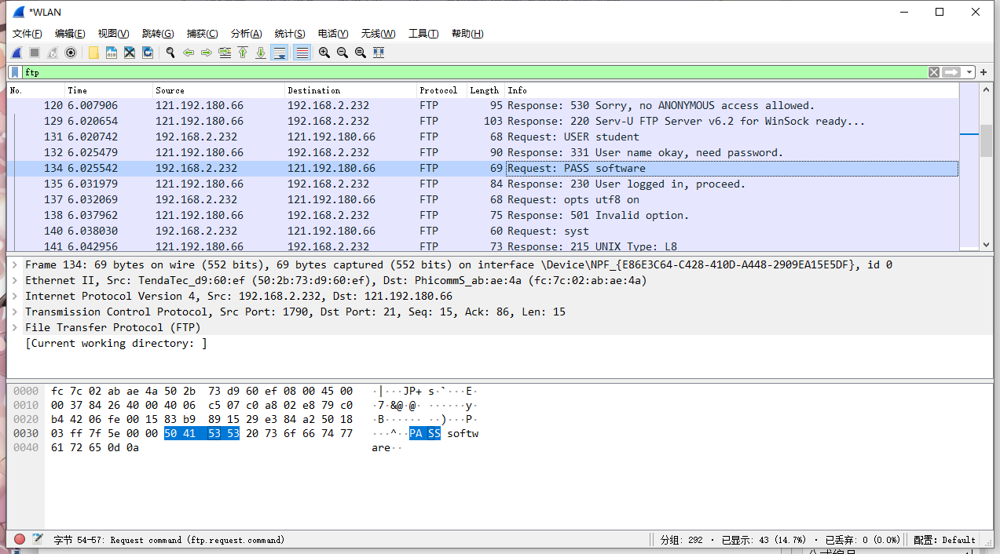 *WLAN
文件(F) 编辑(E) 视图(V) 跳转(G) 捕获(C) 分析(A) 统计(S) 电话(Y) 无线(W) 工具(T) 帮助(H)
ftp
No. Time Source Destination Protocol Length Info
120 6.007906 121.192.180.66 192.168.2.232 FTP 95 Response: 530 Sorry, no ANONYMOUS access allowed.
129 6.020654 121.192.180.66 192.168.2.232 FTP 103 Response: 220 Serv-U FTP Server v6.2 for WinSock ready...
131 6.020742 192.168.2.232 121.192.180.66 FTP 68 Request: USER student
132 6.025479 121.192.180.66 192.168.2.232 FTP 90 Response: 331 User name okay, need password.
134 6.025542 192.168.2.232 121.192.180.66 FTP 69 Request: PASS software
135 6.031979 121.192.180.66 192.168.2.232 FTP 84 Response: 230 User logged in, proceed.
137 6.032069 192.168.2.232 121.192.180.66 FTP 68 Request: opts utf8 on
138 6.037962 121.192.180.66 192.168.2.232 FTP 75 Response: 501 Invalid option.
140 6.038030 192.168.2.232 121.192.180.66 FTP 60 Request: syst
141 6.042956 121.192.180.66 192.168.2.232 FTP 73 Response: 215 UNIX Type: L8
Frame 134: 69 bytes on wire (552 bits), 69 bytes captured (552 bits) on interface \Device\NPF_{E86E3C64-C428-410D-A448-2909EA15E5DF}, id 0
Ethernet II, Src: TendaTec_d9:60:ef (50:2b:73:d9:60:ef), Dst: PhicommS_ab:ae:4a (fc:7c:02:ab:ae:4a)
Internet Protocol Version 4, Src: 192.168.2.232, Dst: 121.192.180.66
Transmission Control Protocol, Src Port: 1790, Dst Port: 21, Seq: 15, Ack: 86, Len: 15
File Transfer Protocol (FTP)
[Current working directory: ]
0000 fc 7c 02 ab ae 4a 50 2b 73 d9 60 ef 08 00 45 00 ·|···JP+ s·`···E·
0010 00 37 84 26 40 00 40 06 c5 07 c0 a8 02 e8 79 c0 ·7·&@·@· ······y·
0020 b4 42 06 fe 00 15 83 b9 89 15 29 e3 84 a2 50 18 ·B······ ··)···P·
0030 03 ff 7f 5e 00 00 50 41 53 53 20 73 6f 66 74 77 ···^··PA SS softw
0040 61 72 65 0d 0a are··
字节 54-57: Request command (ftp.request.command) 分组: 292 · 已显示: 43 (14.7%) · 已丢弃: 0 (0.0%) 配置: Default